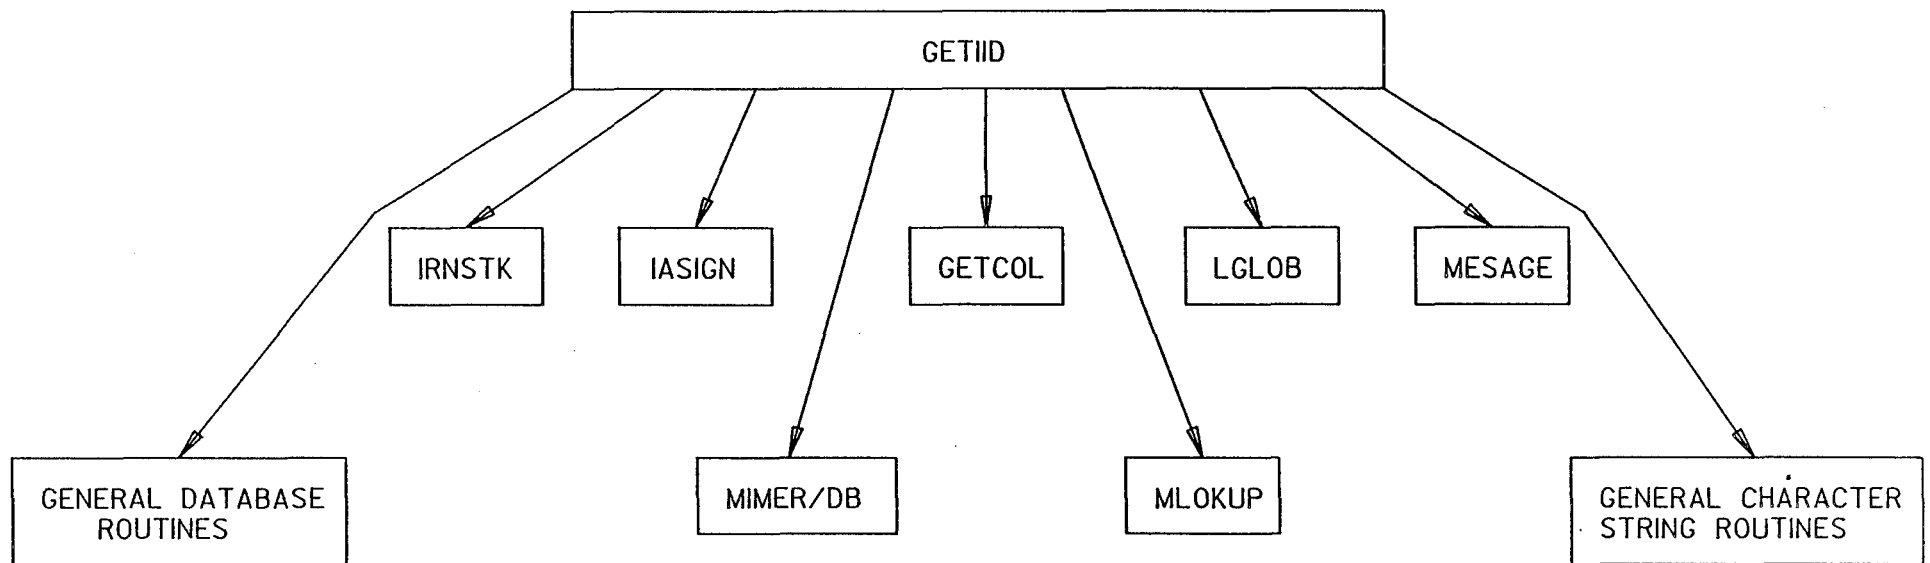 GETIID
IRNSTK
IASIGN
GETCOL
LGLOB
MESAGE
GENERAL DATABASE
ROUTINES
MIMER/DB
MLOKUP
GENERAL CHARACTER
STRING ROUTINES